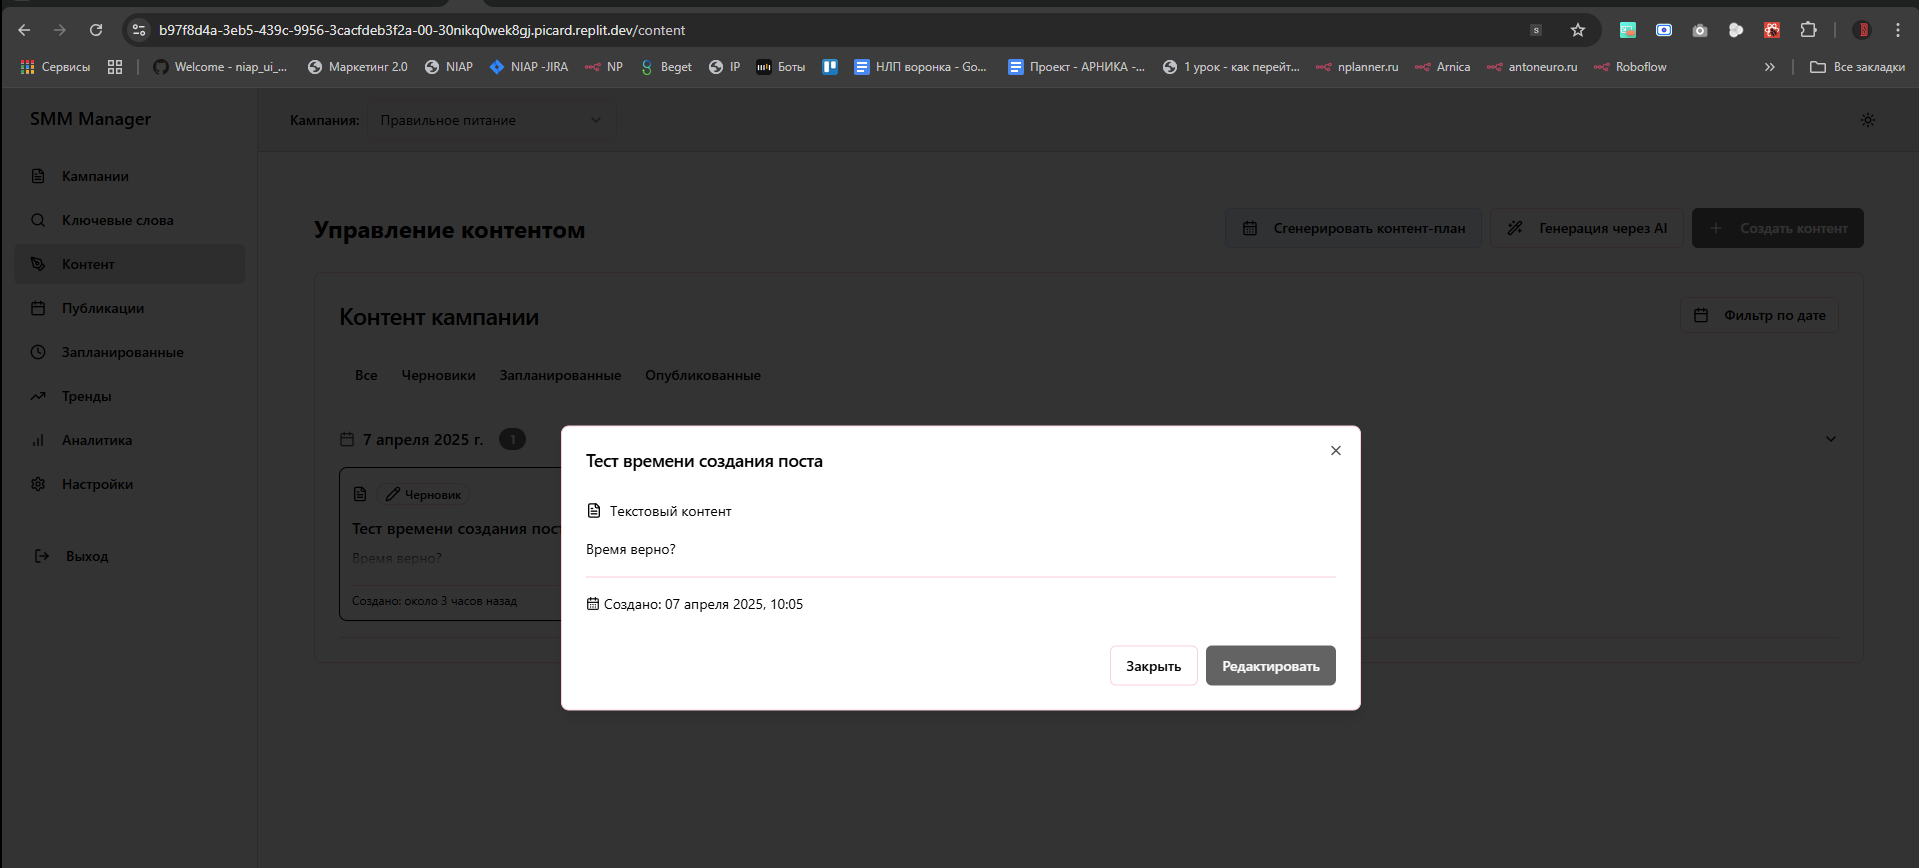 b97f8d4a-3eb5-439c-9956-3cacfdeb3f2a-00-30nikq0wek8gj.picard.replit.dev/content
Сервисы
Welcome - niap_ui_...
Маркетинг 2.0
NIAP
NIAP -JIRA
NP
Beget
IP
Боты
НЛП воронка - Go...
Проект - АРНИКА -...
1 урок - как перейт...
nplanner.ru
Arnica
antoneuro.ru
Roboflow
Все закладки
SMM Manager
Кампания:
Правильное питание
Кампании
Ключевые слова
Контент
Публикации
Запланированные
Тренды
Аналитика
Настройки
Выход
Управление контентом
Сгенерировать контент-план
Генерация через AI
Создать контент
Контент кампании
Фильтр по дате
Все
Черновики
Запланированные
Опубликованные
7 апреля 2025 г.
1
Черновик
Тест времени создания пос
Время верно?
Создано: около 3 часов назад
Тест времени создания поста
Текстовый контент
Время верно?
Создано: 07 апреля 2025, 10:05
Закрыть
Редактировать